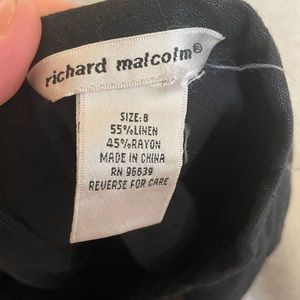 richard malcolm®
SIZE:8
55%LINEN
45%RAYON
MADE IN CHINA
RN 96639
REVERSE FOR CARE